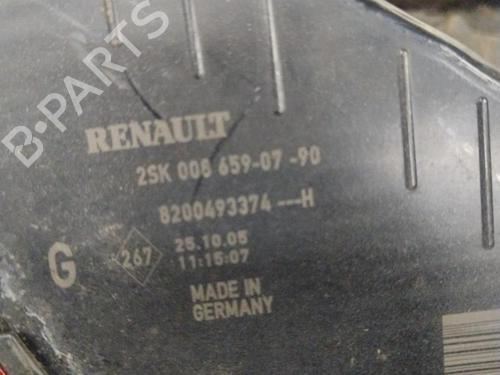 B-PARTS
RENAULT
2SK 008 659-07 -90
8200493374 ---H
G
267
25.10.05
11:15:07
MADE IN
GERMANY